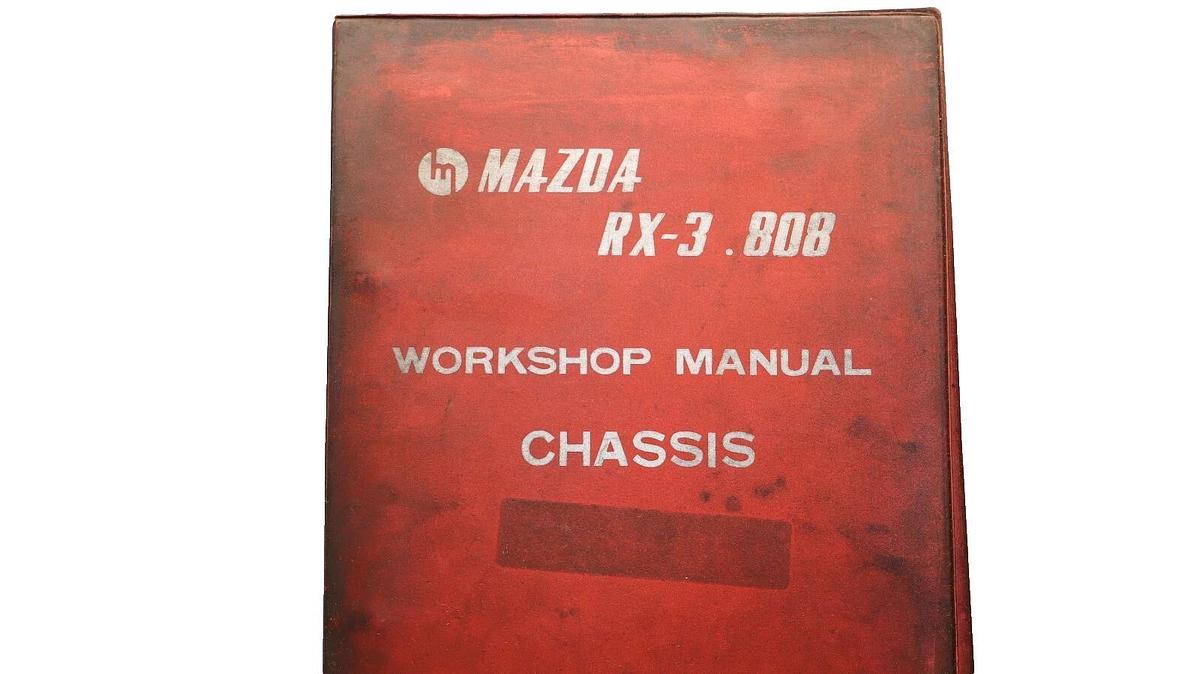 MAZDA
RX-3 . 808
WORKSHOP MANUAL
CHASSIS